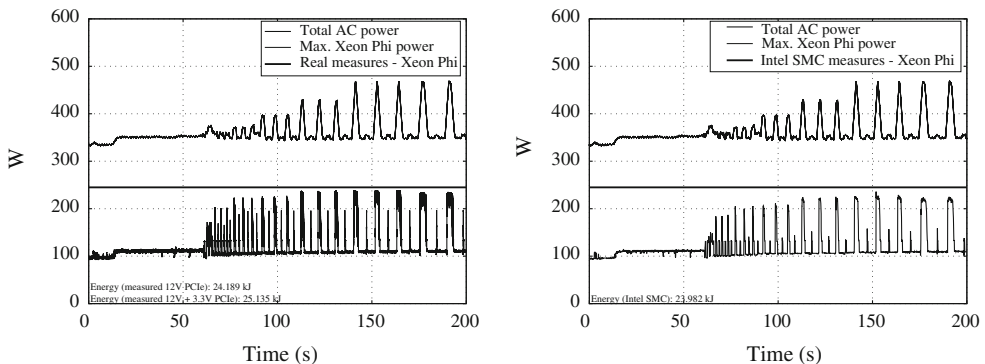 600
500
400
300
200
100
0
W
0
50
100
150
200
Time (s)
Total AC power
Max. Xeon Phi power
Real measures - Xeon Phi
Energy (measured 12V PCIe): 24.189 kJ
Energy (measured 12V + 3.3V PCIe): 25.135 kJ
600
500
400
300
200
100
0
W
0
50
100
150
200
Time (s)
Total AC power
Max. Xeon Phi power
Intel SMC measures - Xeon Phi
Energy (Intel SMC): 23.982 kJ